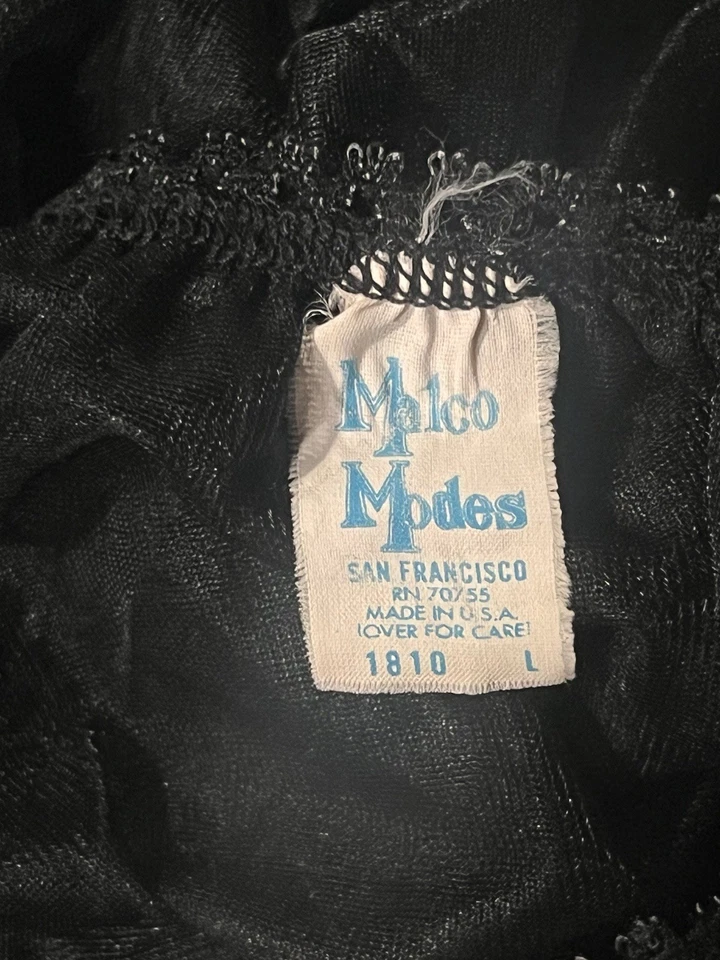 Malco
Modes
SAN FRANCISCO
RN 70755
MADE IN U.S.A.
(OVER FOR CARE)
1810 L